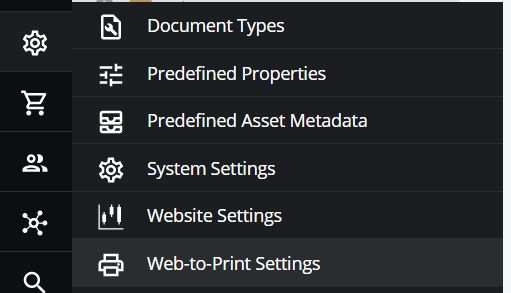 Document Types
Predefined Properties
Predefined Asset Metadata
System Settings
Website Settings
Web-to-Print Settings